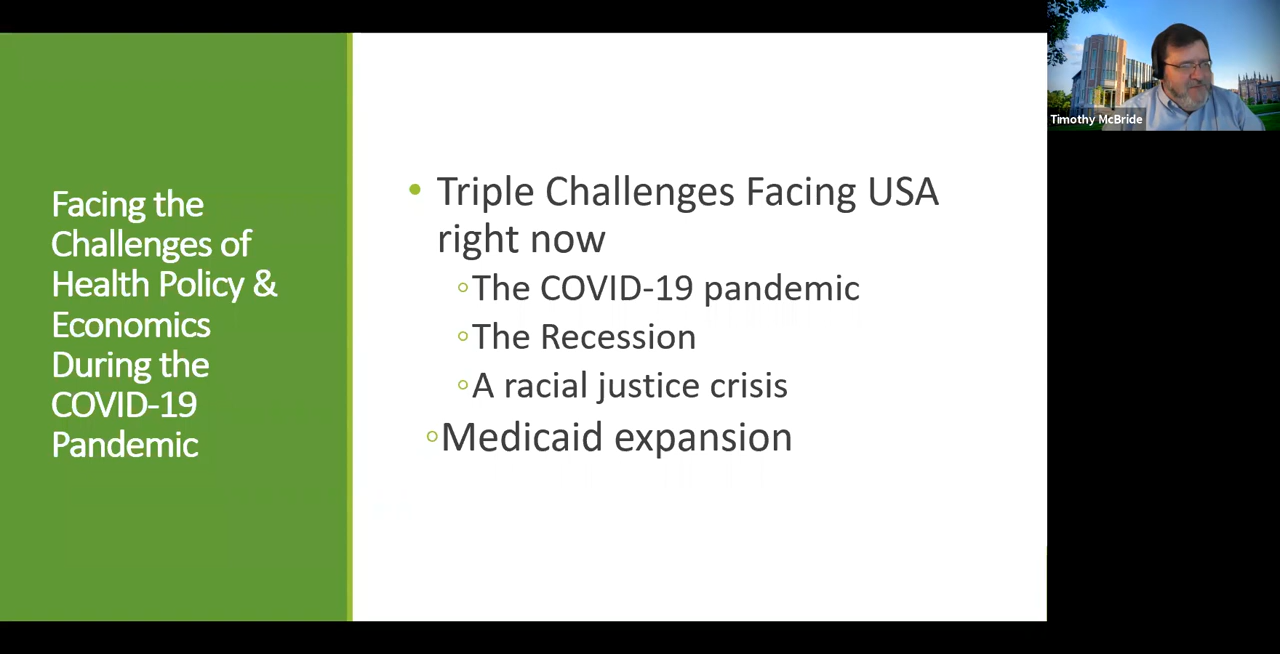 Timothy McBride
Facing the
Challenges of
Health Policy &
Economics
During the
COVID-19
Pandemic
• Triple Challenges Facing USA
right now
◦The COVID-19 pandemic
◦The Recession
◦A racial justice crisis
◦Medicaid expansion